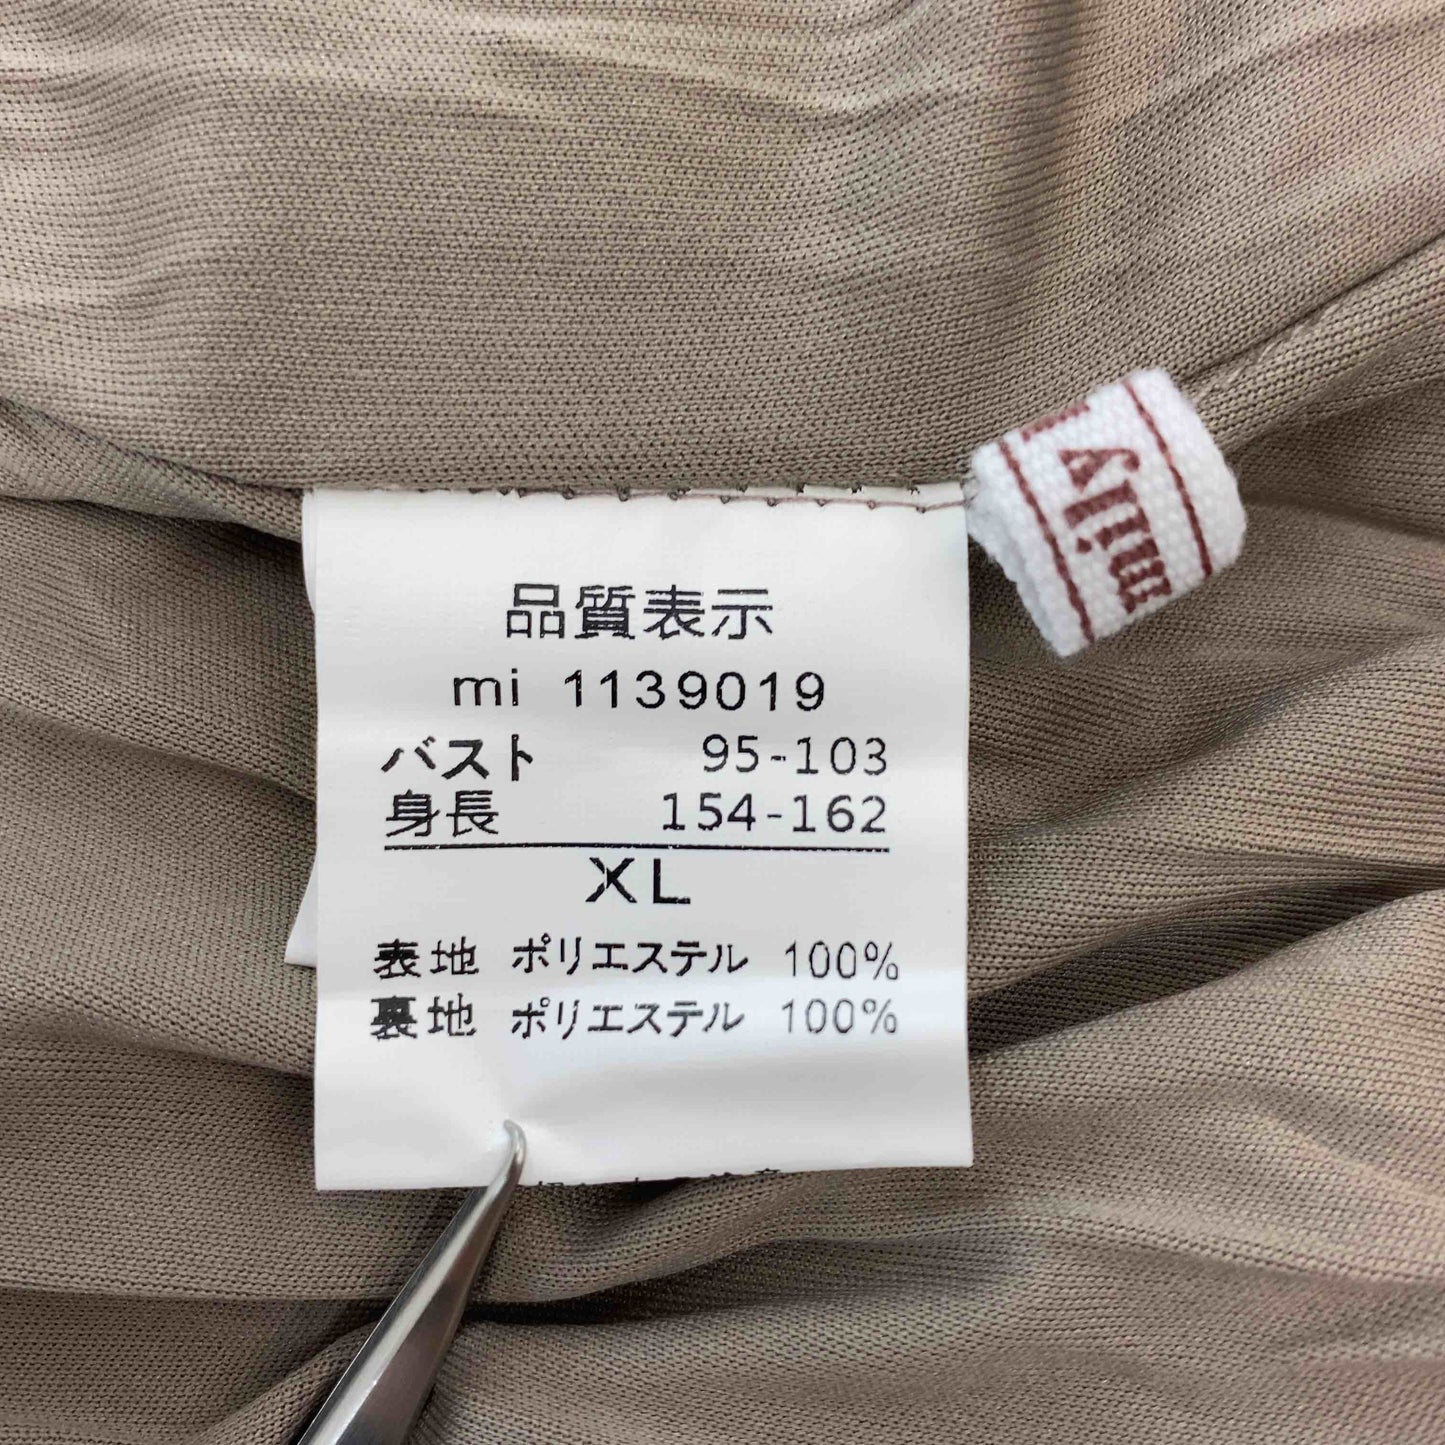 品質表示
mi 1139019
バスト 95-103
身長 154-162
XL
表地 ポリエステル 100%
裏地 ポリエステル 100%